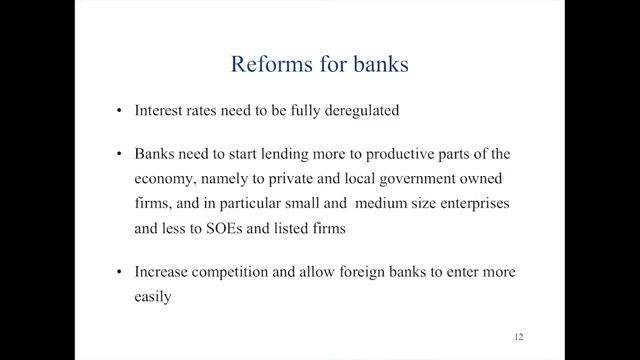 Reforms for banks
• Interest rates need to be fully deregulated
• Banks need to start lending more to productive parts of the
economy, namely to private and local government owned
firms, and in particular small and medium size enterprises
and less to SOEs and listed firms
• Increase competition and allow foreign banks to enter more
easily
12